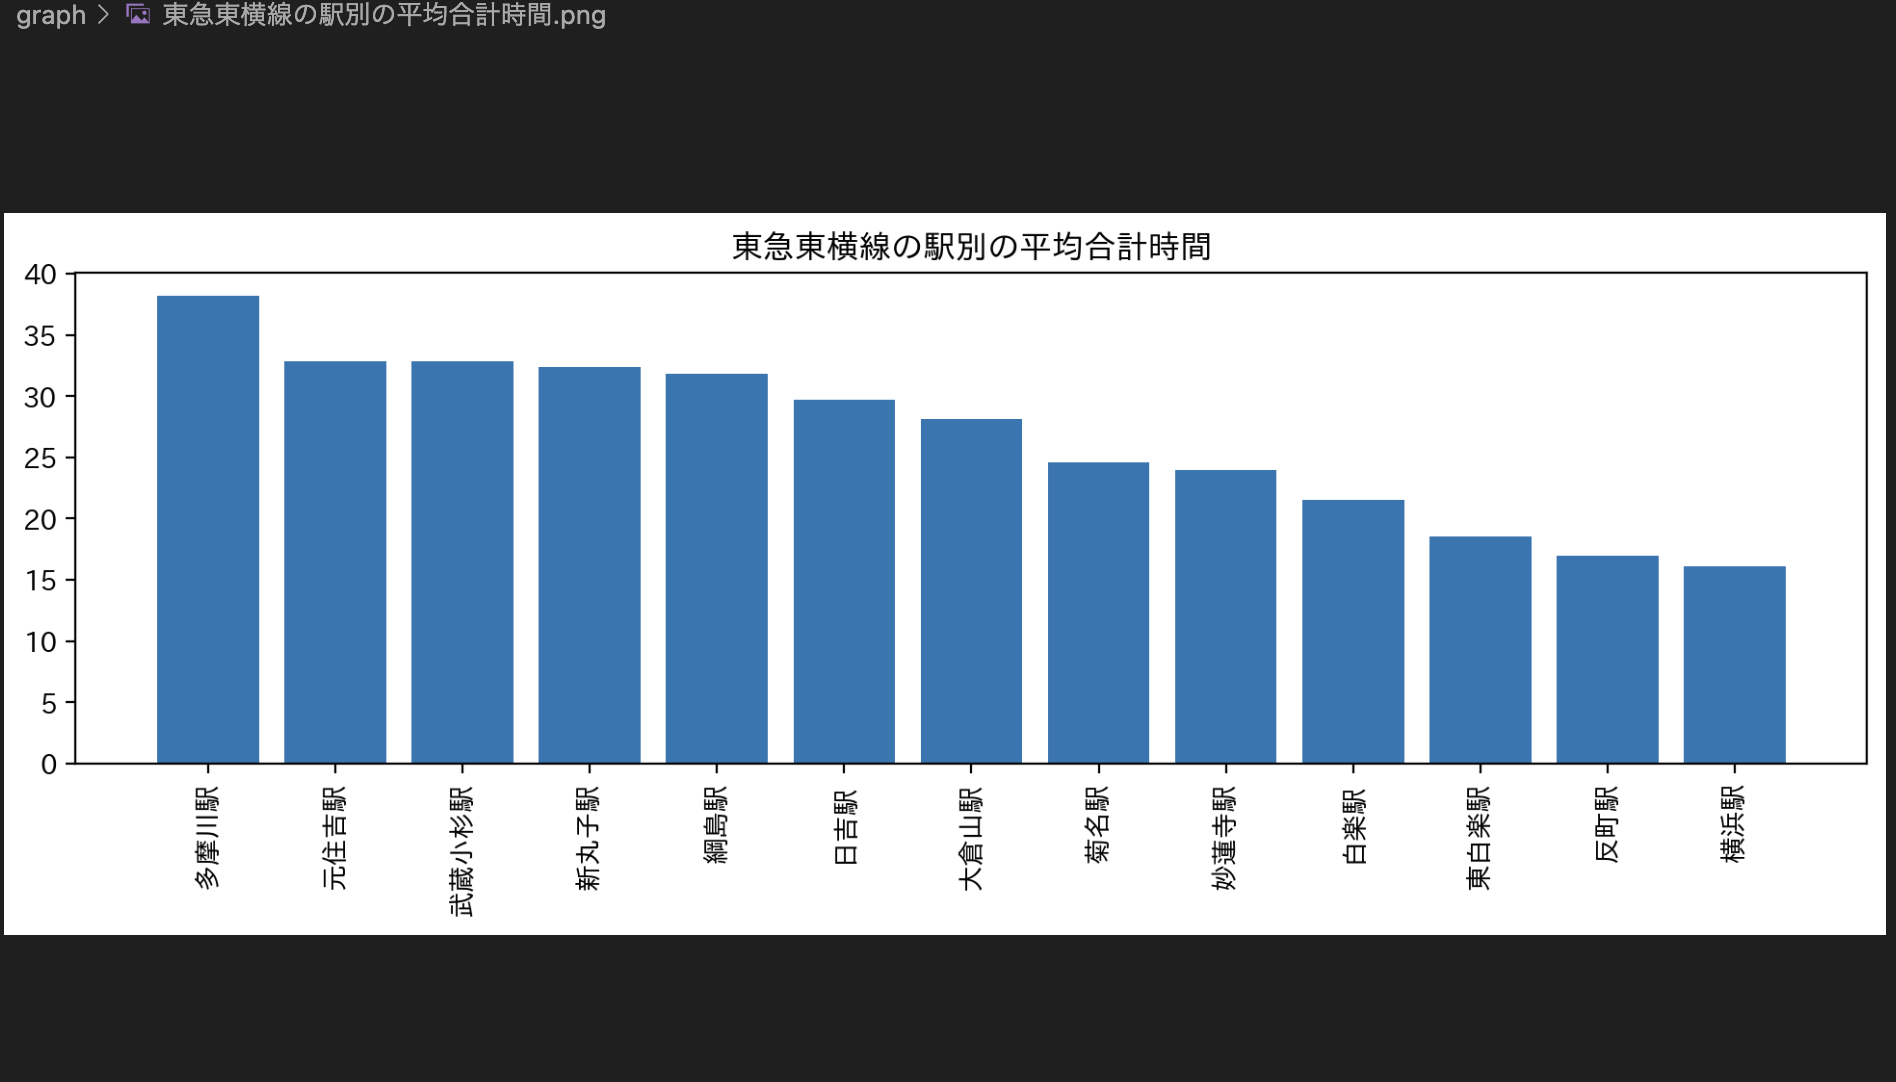 graph > 東急東横線の駅別の平均合計時間.png
東急東横線の駅別の平均合計時間
40
35
30
25
20
15
10
5
0
多摩川駅
元住吉駅
武蔵小杉駅
新丸子駅
綱島駅
日吉駅
大倉山駅
菊名駅
妙蓮寺駅
白楽駅
東白楽駅
反町駅
横浜駅